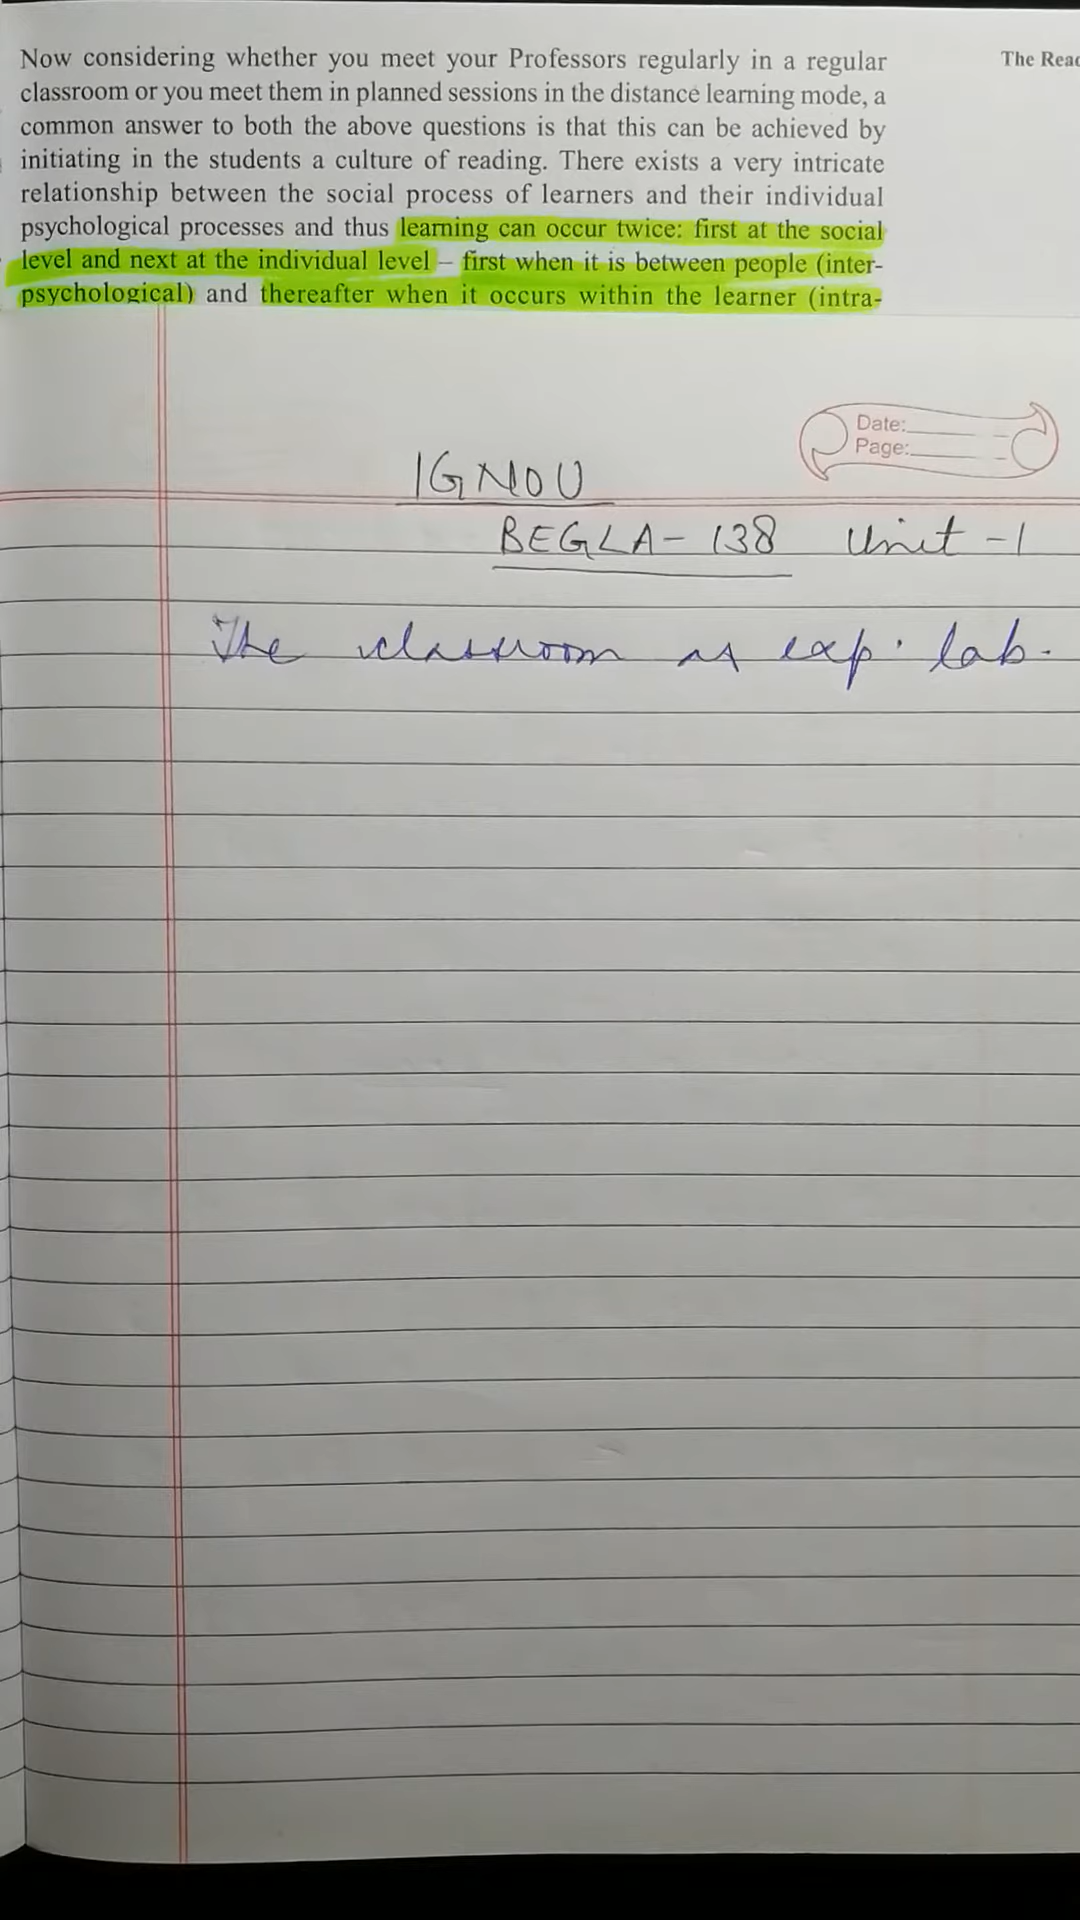 Now considering whether you meet your Professors regularly in a regular
The Reac
classroom or you meet them in planned sessions in the distance learning mode, a
common answer to both the above questions is that this can be achieved by
initiating in the students a culture of reading. There exists a very intricate
relationship between the social process of learners and their individual
psychological processes and thus learning can occur twice: first at the social
level and next at the individual level – first when it is between people (inter-
psychological) and thereafter when it occurs within the learner (intra-
Date:
Page:
IGNOU
BEGLA- 138 Unit -1
The classroom as exp. lab.